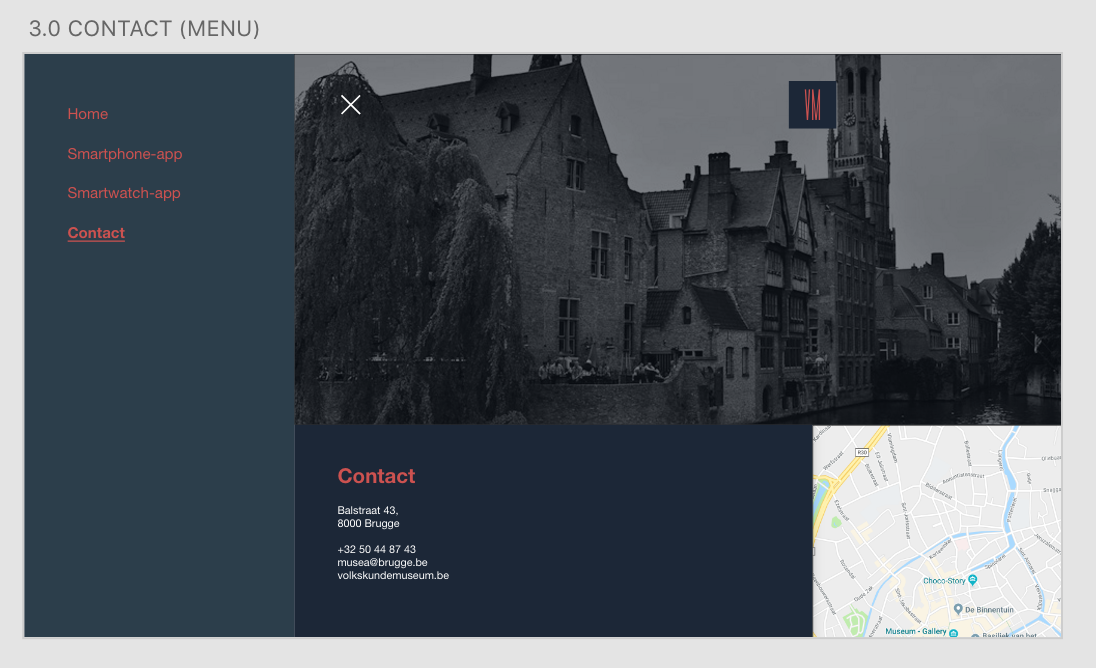 3.0 CONTACT (MENU)
Home
Smartphone-app
Smartwatch-app
Contact
VM
Contact
Balstraat 43,
8000 Brugge
+32 50 44 87 43
musea@brugge.be
volkskundemuseum.be
R30
Choco-Story
De Binnentuin
Museum - Gallery
Basiliek van het